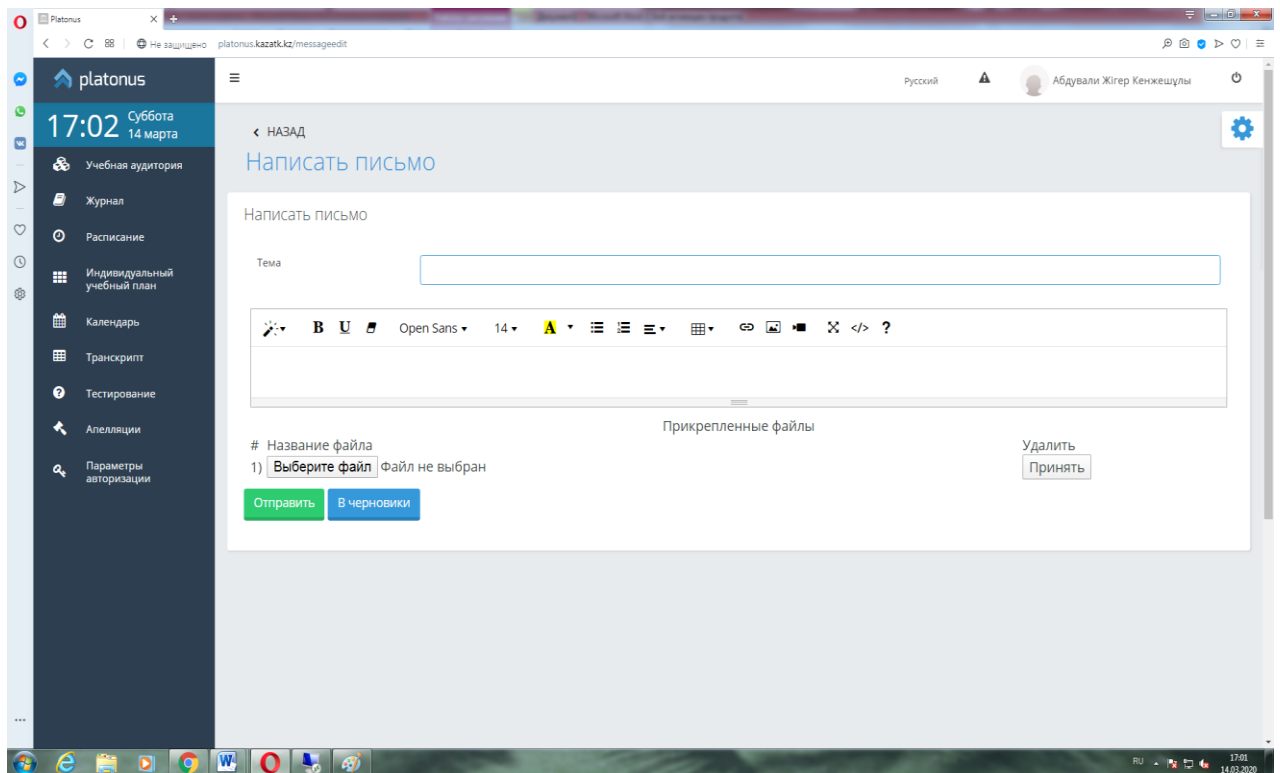 Platonus
Не защищено platonus.kazatk.kz/messageedit
platonus
Русский
Абдували Жігер Кенжешұлы
17:02 Суббота
14 марта
НАЗАД
Написать письмо
Учебная аудитория
Журнал
Расписание
Индивидуальный
учебный план
Календарь
Транскрипт
Тестирование
Апелляции
Параметры
авторизации
Написать письмо
Тема
B U Open Sans 14 A </> ?
Прикрепленные файлы
# Название файла Удалить
1) Выберите файл Файл не выбран Принять
Отправить В черновики
RU 17:01
14.03.2020